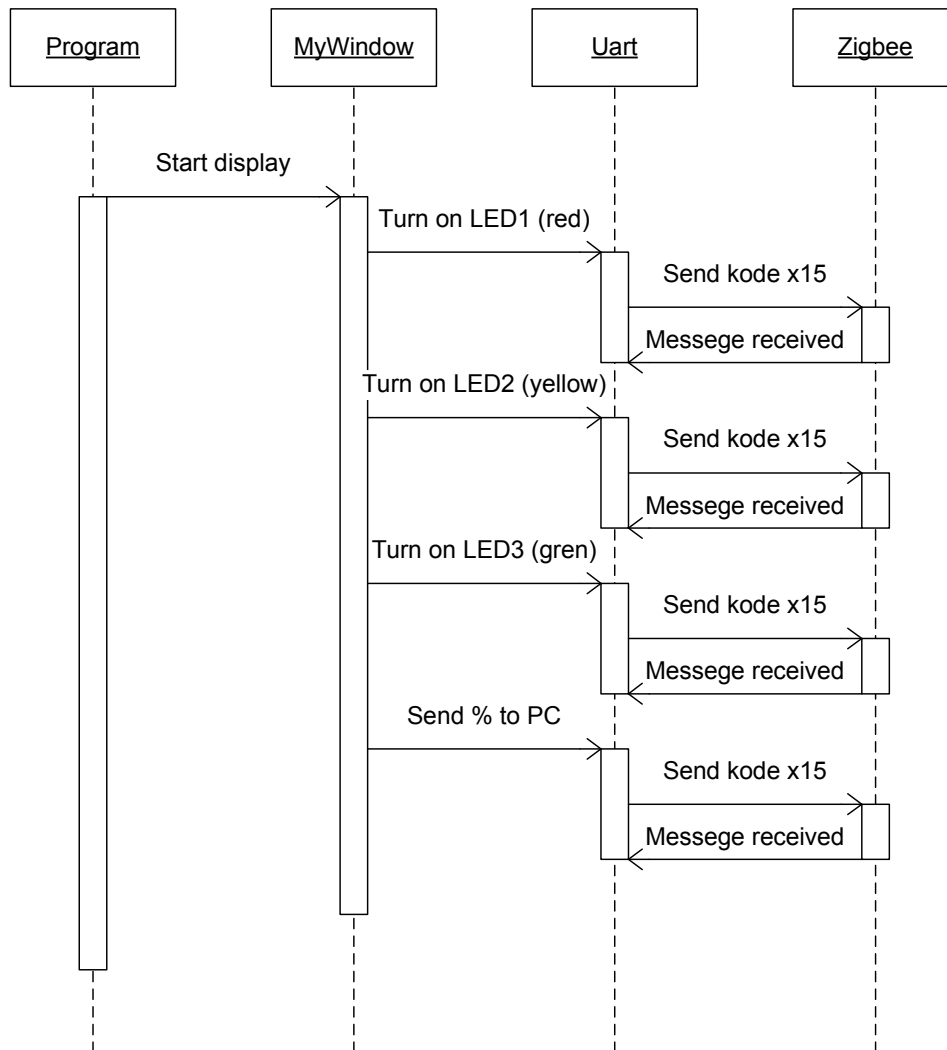 Program
MyWindow
Uart
Zigbee
Start display
Turn on LED1 (red)
Send kode x15
Messege received
Turn on LED2 (yellow)
Send kode x15
Messege received
Turn on LED3 (gren)
Send kode x15
Messege received
Send % to PC
Send kode x15
Messege received